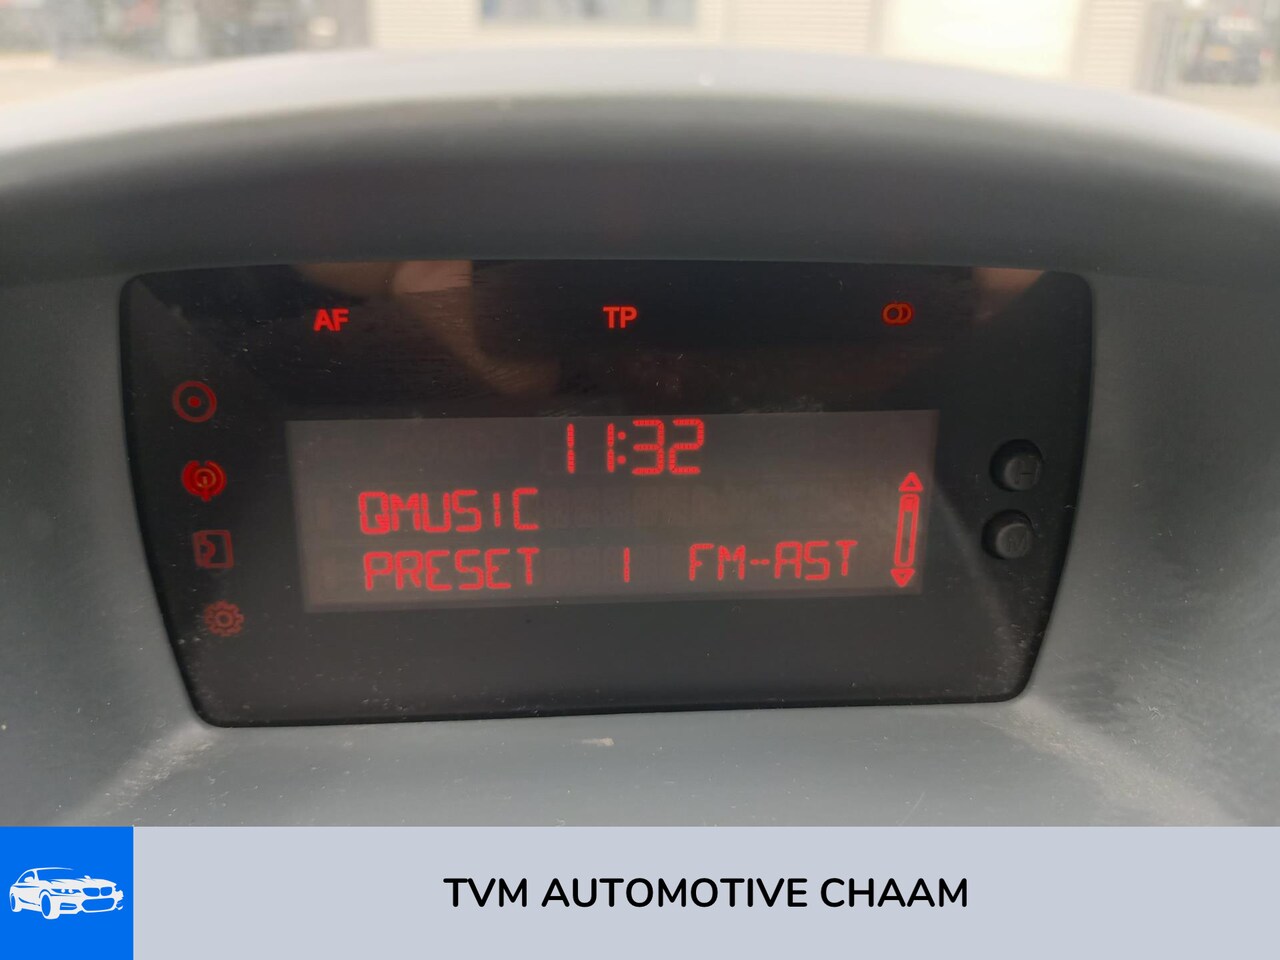 AF TP
11:32
QMUSIC
PRESET 1 FM-AST
H
M
TVM AUTOMOTIVE CHAAM